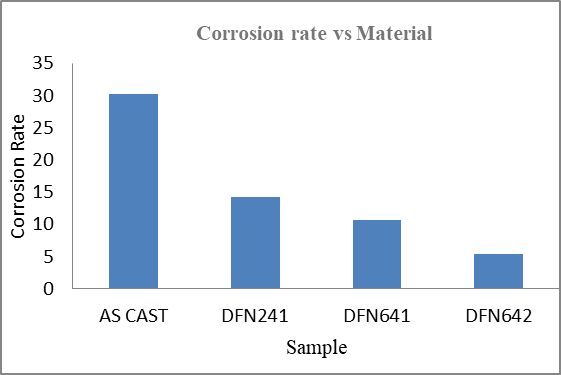 Corrosion rate vs Material
35
30
25
20
15
10
5
0
Corrosion Rate
AS CAST DFN241 DFN641 DFN642
Sample